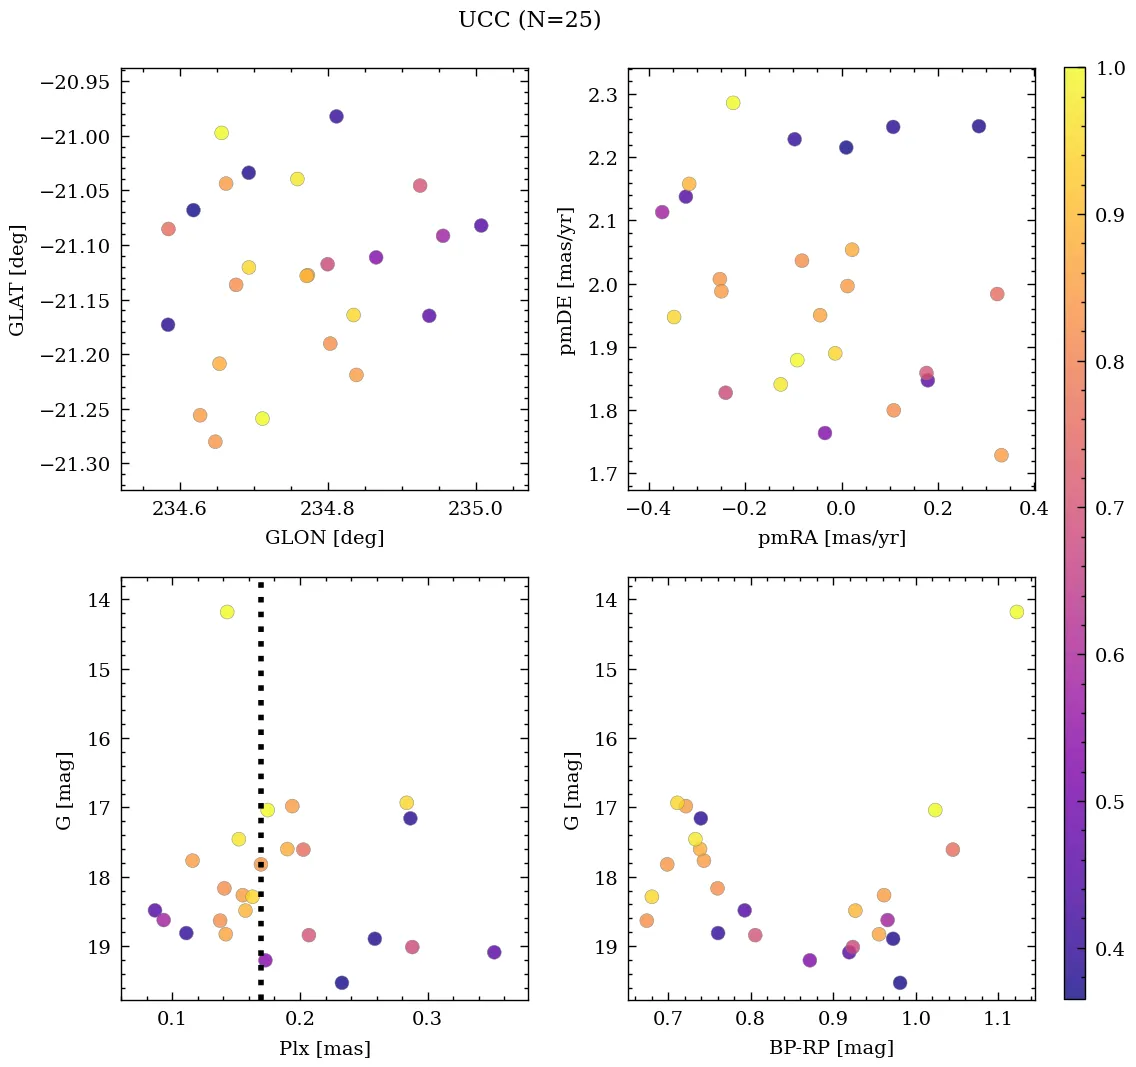 UCC (N=25)
−20.95
−21.00
−21.05
−21.10
−21.15
−21.20
−21.25
−21.30
GLAT [deg]
234.6 234.8 235.0
GLON [deg]
2.3
2.2
2.1
2.0
1.9
1.8
1.7
pmDE [mas/yr]
−0.4 −0.2 0.0 0.2 0.4
pmRA [mas/yr]
14
15
16
17
18
19
G [mag]
0.1 0.2 0.3
Plx [mas]
14
15
16
17
18
19
G [mag]
0.7 0.8 0.9 1.0 1.1
BP-RP [mag]
1.0
0.9
0.8
0.7
0.6
0.5
0.4